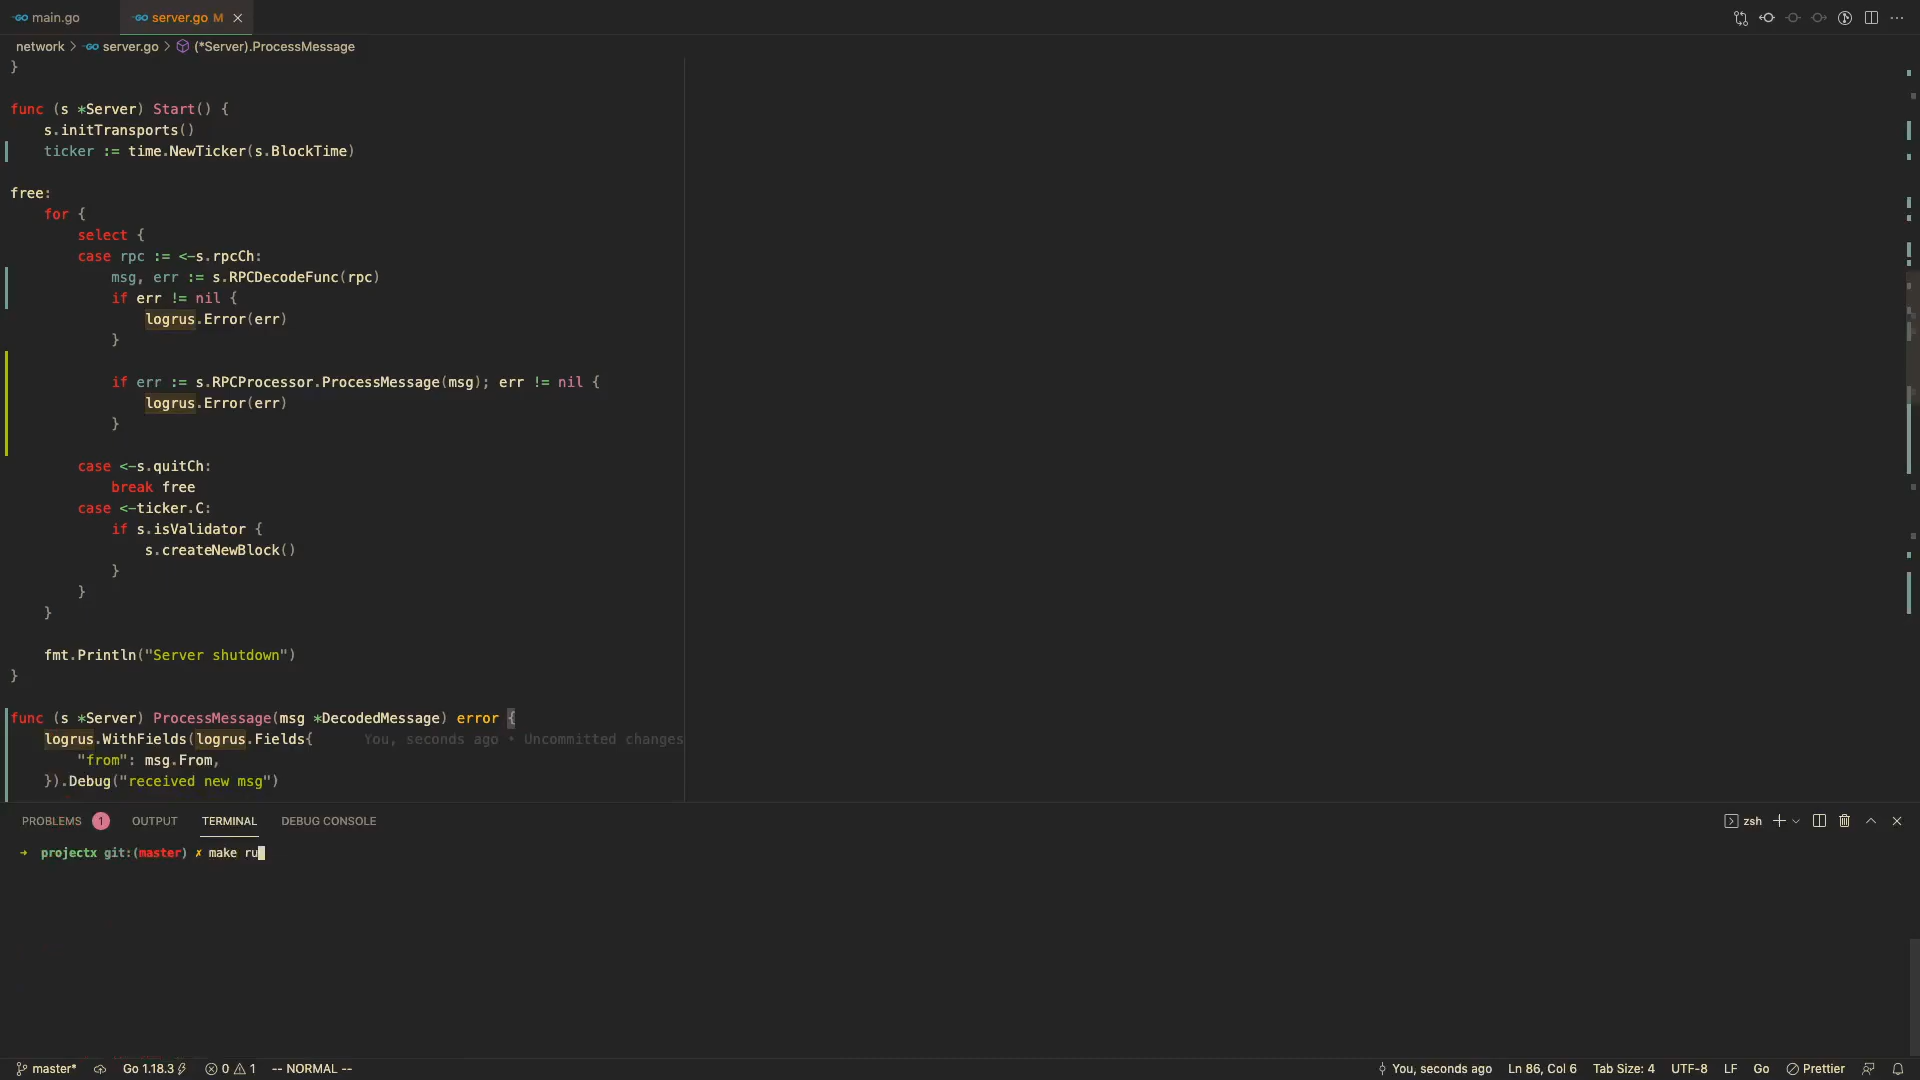 main.go
server.go M
network > server.go > (*Server).ProcessMessage
}
func (s *Server) Start() {
s.initTransports()
ticker := time.NewTicker(s.BlockTime)
free:
for {
select {
case rpc := <-s.rpcCh:
msg, err := s.RPCDecodeFunc(rpc)
if err != nil {
logrus.Error(err)
}
if err := s.RPCProcessor.ProcessMessage(msg); err != nil {
logrus.Error(err)
}
case <-s.quitCh:
break free
case <-ticker.C:
if s.isValidator {
s.createNewBlock()
}
}
}
fmt.Println("Server shutdown")
}
func (s *Server) ProcessMessage(msg *DecodedMessage) error {
logrus.WithFields(logrus.Fields{ You, seconds ago • Uncommitted changes
"from": msg.From,
}).Debug("received new msg")
PROBLEMS 1 OUTPUT TERMINAL DEBUG CONSOLE
zsh
→ projectx git:(master) ✗ make ru
master* Go 1.18.3 0 1 -- NORMAL -- You, seconds ago Ln 86, Col 6 Tab Size: 4 UTF-8 LF Go Prettier